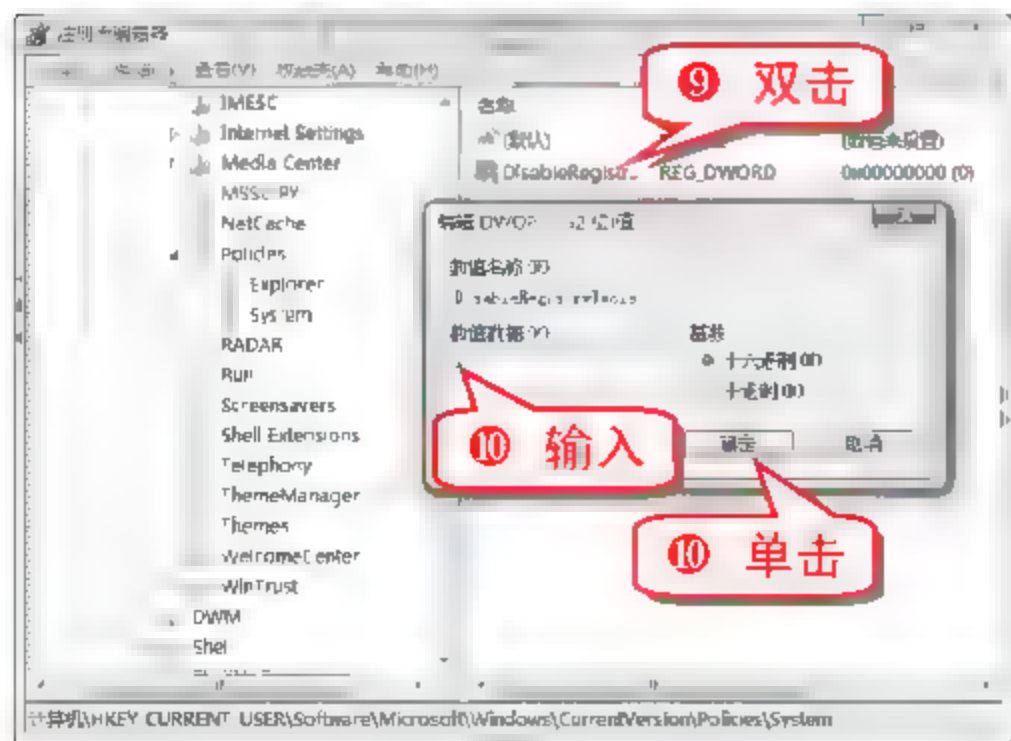 注册表编辑器
查看(V) 收藏夹(A) 帮助(H)
IMESC
Internet Settings
Media Center
NetCache
Policies
Explorer
System
RADAR
Run
Screensavers
Shell Extensions
Telephony
ThemeManager
Themes
WelcomeCenter
WinTrust
DWM
Shell
名称
(默认)
DisableRegistr... REG_DWORD 0x00000000 (0)
❾ 双击
编辑
数值名称
数值数据
基数
十六进制
十进制
❿ 输入
确定 取消
❿ 单击
计算机\HKEY_CURRENT_USER\Software\Microsoft\Windows\CurrentVersion\Policies\System